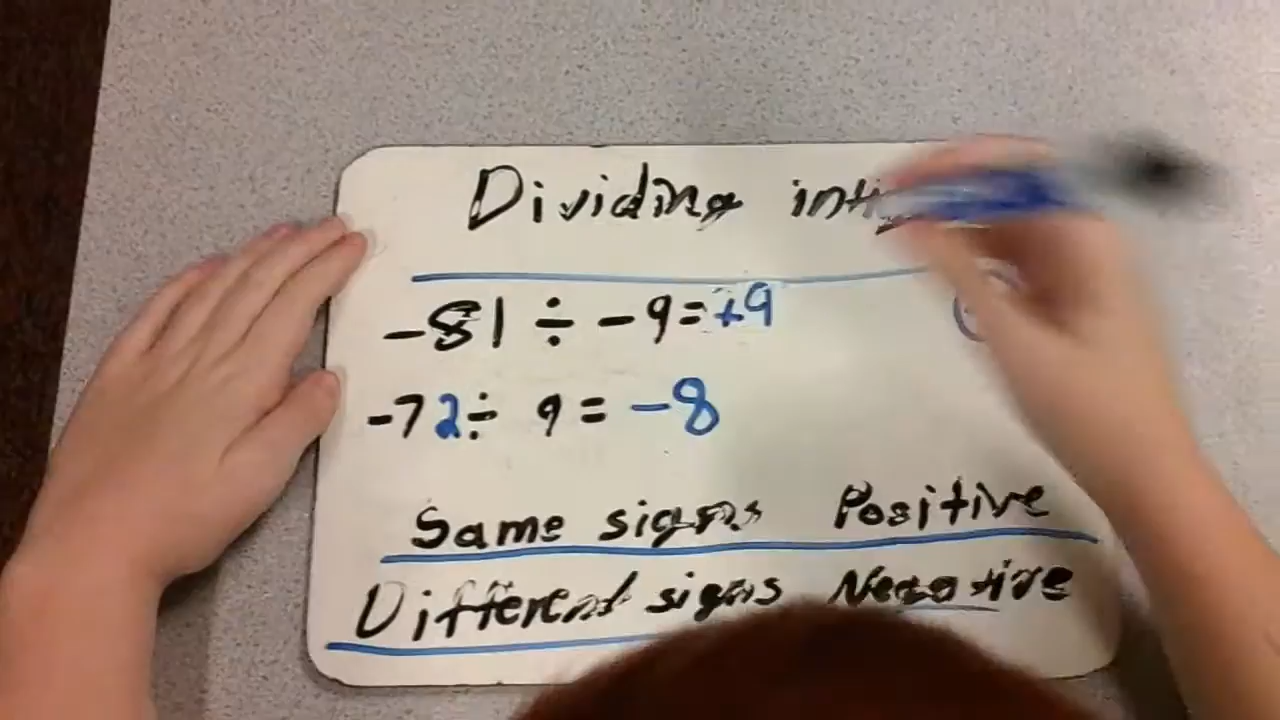 Dividing
-81 ÷ -9 = +9
-72 ÷ 9 = -8
Same signs Positive
Different signs Negative